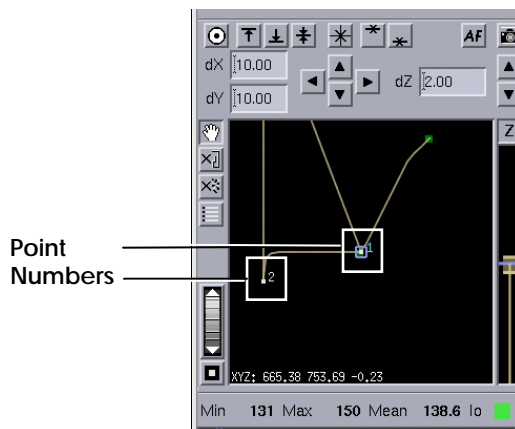 AF
dX 10.00
dY 10.00
dZ 2.00
Z
1
Point
Numbers
2
XYZ: 665.38 753.69 -0.23
Min 131 Max 150 Mean 138.6 Io